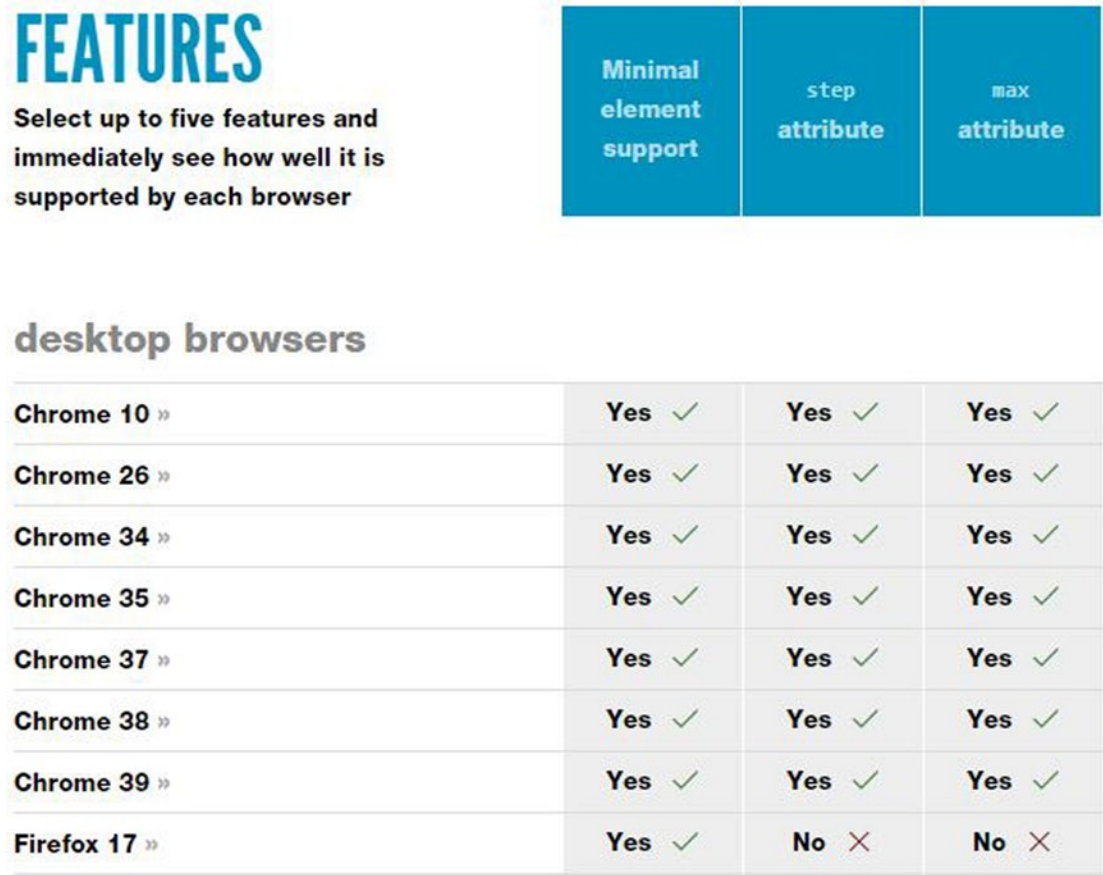 FEATURES
Select up to five features and
immediately see how well it is
supported by each browser
Minimal
element
support
step
attribute
max
attribute
desktop browsers
Chrome 10 » Yes ✓ Yes ✓ Yes ✓
Chrome 26 » Yes ✓ Yes ✓ Yes ✓
Chrome 34 » Yes ✓ Yes ✓ Yes ✓
Chrome 35 » Yes ✓ Yes ✓ Yes ✓
Chrome 37 » Yes ✓ Yes ✓ Yes ✓
Chrome 38 » Yes ✓ Yes ✓ Yes ✓
Chrome 39 » Yes ✓ Yes ✓ Yes ✓
Firefox 17 » Yes ✓ No ✕ No ✕